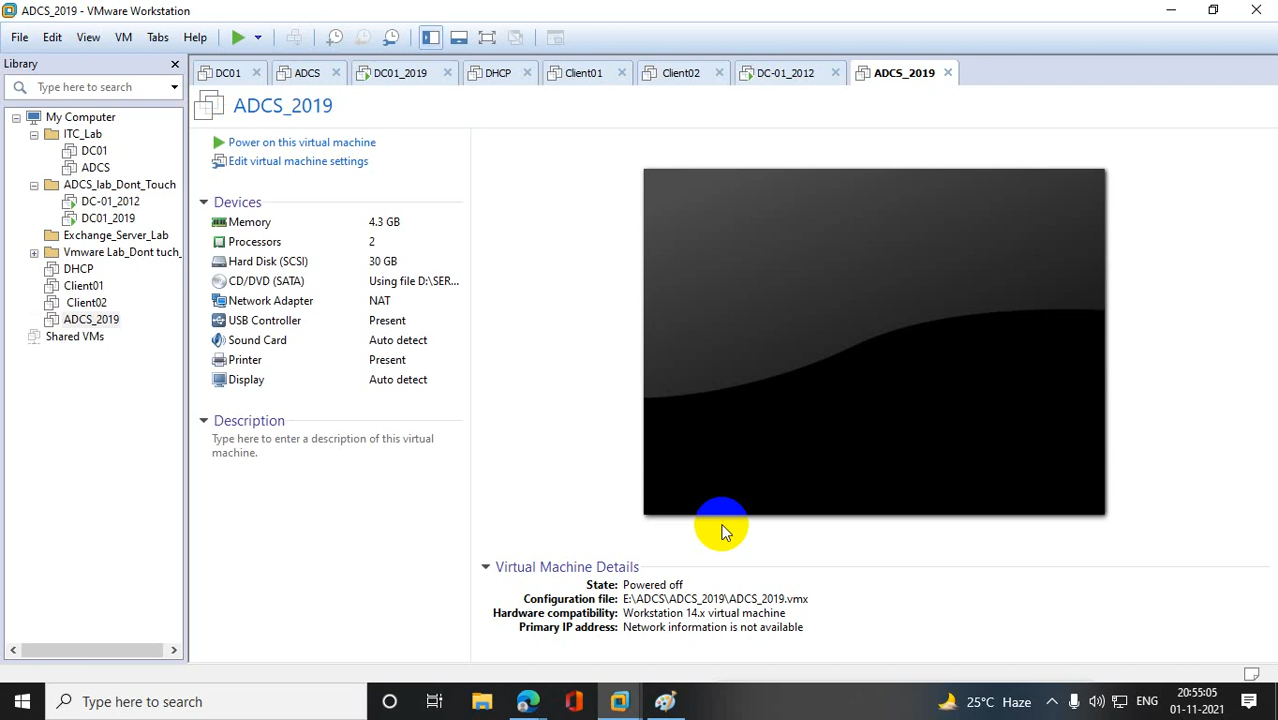 ADCS_2019 - VMware Workstation
File Edit View VM Tabs Help
Library
Type here to search
My Computer
ITC_Lab
DC01
ADCS
ADCS_lab_Dont_Touch
DC-01_2012
DC01_2019
Exchange_Server_Lab
Vmware Lab_Dont tuch_
DHCP
Client01
Client02
ADCS_2019
Shared VMs
DC01 ADCS DC01_2019 DHCP Client01 Client02 DC-01_2012 ADCS_2019
ADCS_2019
Power on this virtual machine
Edit virtual machine settings
Devices
Memory 4.3 GB
Processors 2
Hard Disk (SCSI) 30 GB
CD/DVD (SATA) Using file D:\SER...
Network Adapter NAT
USB Controller Present
Sound Card Auto detect
Printer Present
Display Auto detect
Description
Type here to enter a description of this virtual
machine.
Virtual Machine Details
State: Powered off
Configuration file: E:\ADCS\ADCS_2019\ADCS_2019.vmx
Hardware compatibility: Workstation 14.x virtual machine
Primary IP address: Network information is not available
Type here to search
25°C Haze
ENG
20:55:05
01-11-2021